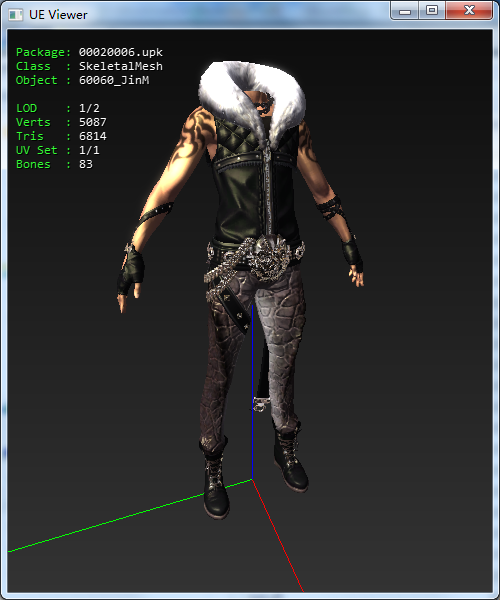 UE Viewer
Package: 00020006.upk
Class  : SkeletalMesh
Object : 60060_JinM
LOD    : 1/2
Verts  : 5087
Tris   : 6814
UV Set : 1/1
Bones  : 83